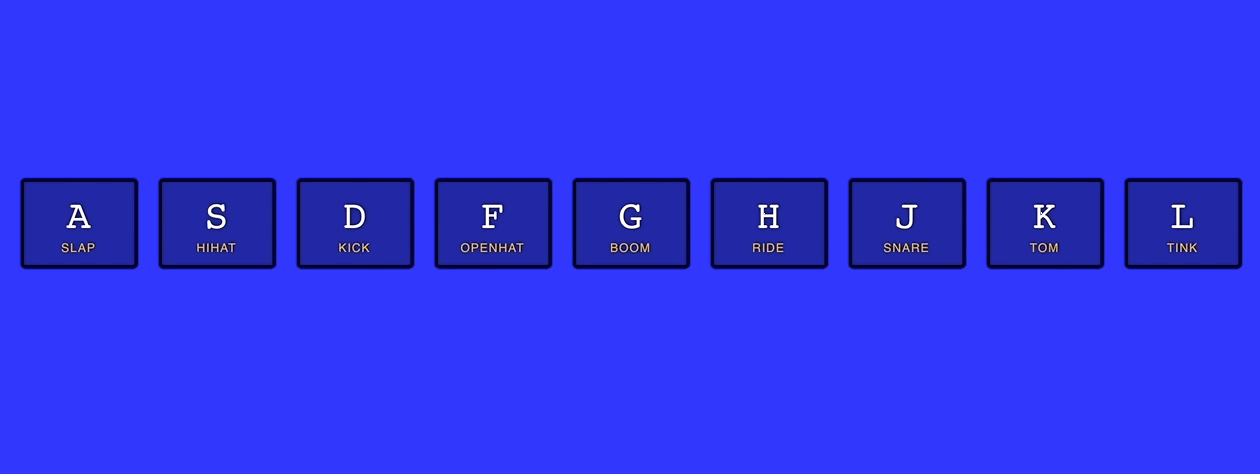 A S D F G H J K L
SLAP HIHAT KICK OPENHAT BOOM RIDE SNARE TOM TINK